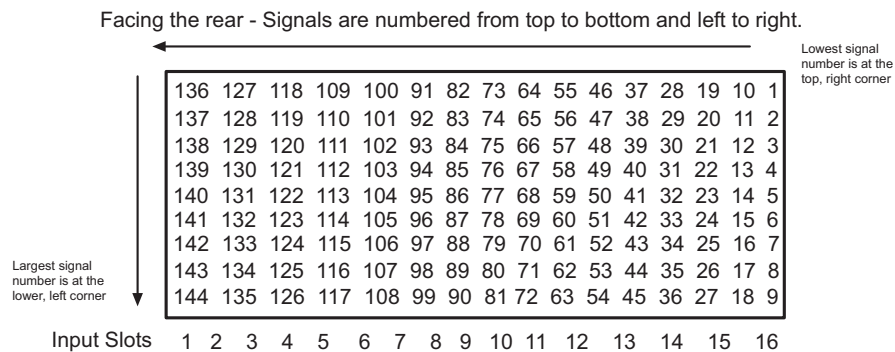 Facing the rear - Signals are numbered from top to bottom and left to right.
Lowest signal
number is at the
top, right corner
136 127 118 109 100 91 82 73 64 55 46 37 28 19 10 1
137 128 119 110 101 92 83 74 65 56 47 38 29 20 11 2
138 129 120 111 102 93 84 75 66 57 48 39 30 21 12 3
139 130 121 112 103 94 85 76 67 58 49 40 31 22 13 4
140 131 122 113 104 95 86 77 68 59 50 41 32 23 14 5
141 132 123 114 105 96 87 78 69 60 51 42 33 24 15 6
142 133 124 115 106 97 88 79 70 61 52 43 34 25 16 7
143 134 125 116 107 98 89 80 71 62 53 44 35 26 17 8
144 135 126 117 108 99 90 81 72 63 54 45 36 27 18 9
Largest signal
number is at the
lower, left corner
Input Slots 1 2 3 4 5 6 7 8 9 10 11 12 13 14 15 16